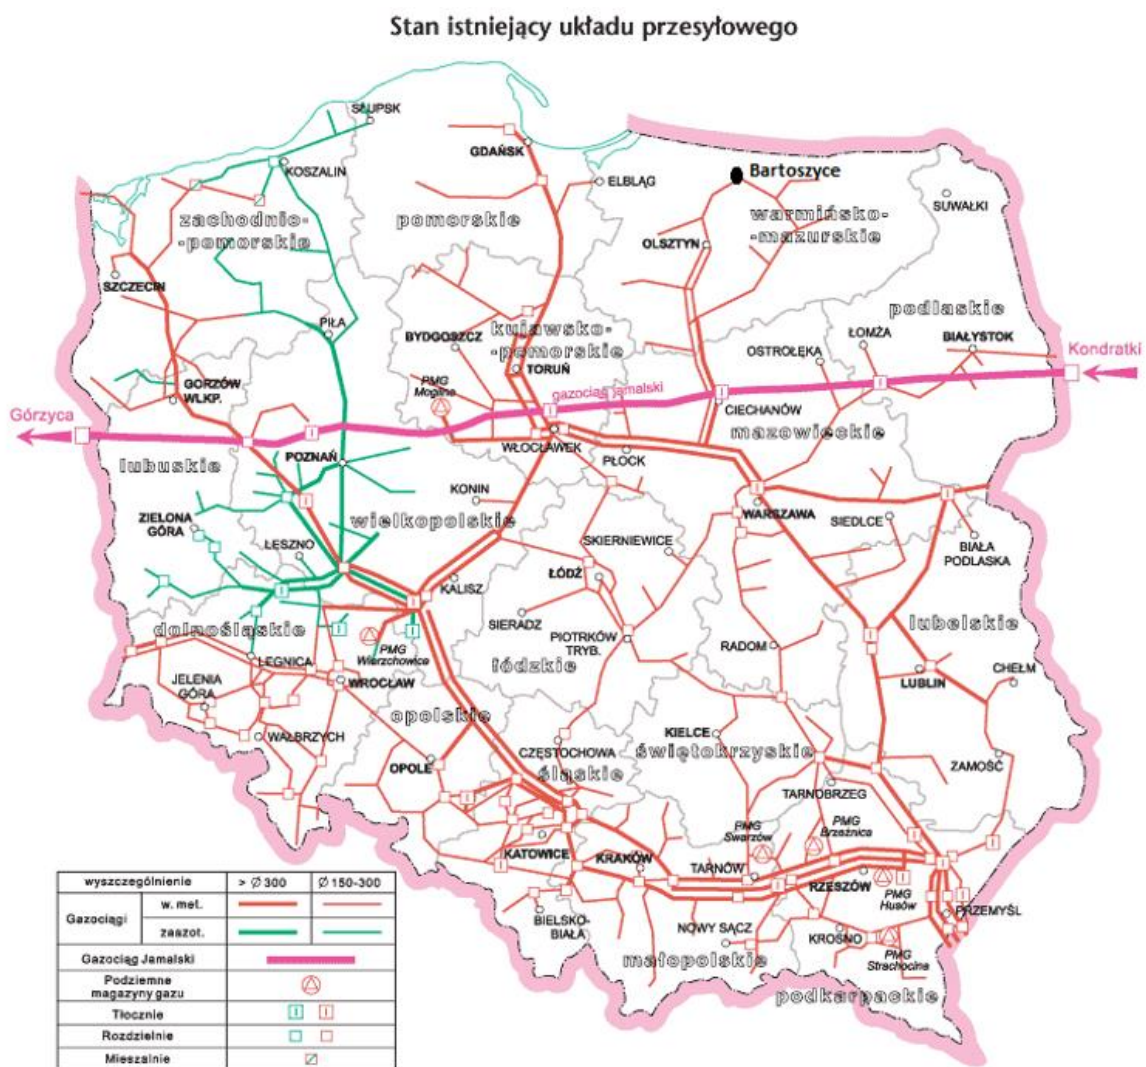 Stan istniejący układu przesyłowego
SŁUPSK
GDAŃSK
KOSZALIN
ELBLĄG
Bartoszyce
SUWAŁKI
zachodnio-
-pomorskie
pomorskie
warmińsko-
-mazurskie
OLSZTYN
SZCZECIN
podlaskie
PIŁA
BYDGOSZCZ
kujawsko-
-pomorskie
ŁOMŻA
BIAŁYSTOK
OSTROŁĘKA
Kondratki
TORUŃ
GORZÓW
WLKP.
PMG
Mogilno
gazociąg jamalski
Górzyca
CIECHANÓW
mazowieckie
WŁOCŁAWEK
PŁOCK
lubuskie
POZNAŃ
KONIN
WARSZAWA
SIEDLCE
ZIELONA
GÓRA
wielkopolskie
LESZNO
SKIERNIEWICE
BIAŁA
PODLASKA
ŁÓDŹ
KALISZ
SIERADZ
lubelskie
dolnośląskie
PMG
Wierzchowice
PIOTRKÓW
TRYB.
RADOM
łódzkie
LEGNICA
CHEŁM
LUBLIN
WROCŁAW
JELENIA
GÓRA
opolskie
WAŁBRZYCH
KIELCE
CZĘSTOCHOWA
świętokrzyskie
OPOLE
śląskie
ZAMOŚĆ
TARNOBRZEG
PMG
Swarzów
PMG
Brzeźnica
KATOWICE
KRAKÓW
TARNÓW
RZESZÓW
PMG
Husów
PRZEMYŚL
BIELSKO-
BIAŁA
NOWY SĄCZ
KROSNO
małopolskie
PMG
Strachocina
podkarpackie
wyszczególnienie > Ø 300 Ø 150-300
Gazociągi w. met.
zaazot.
Gazociąg Jamalski
Podziemne
magazyny gazu
Tłocznie
Rozdzielnie
Mieszalnie